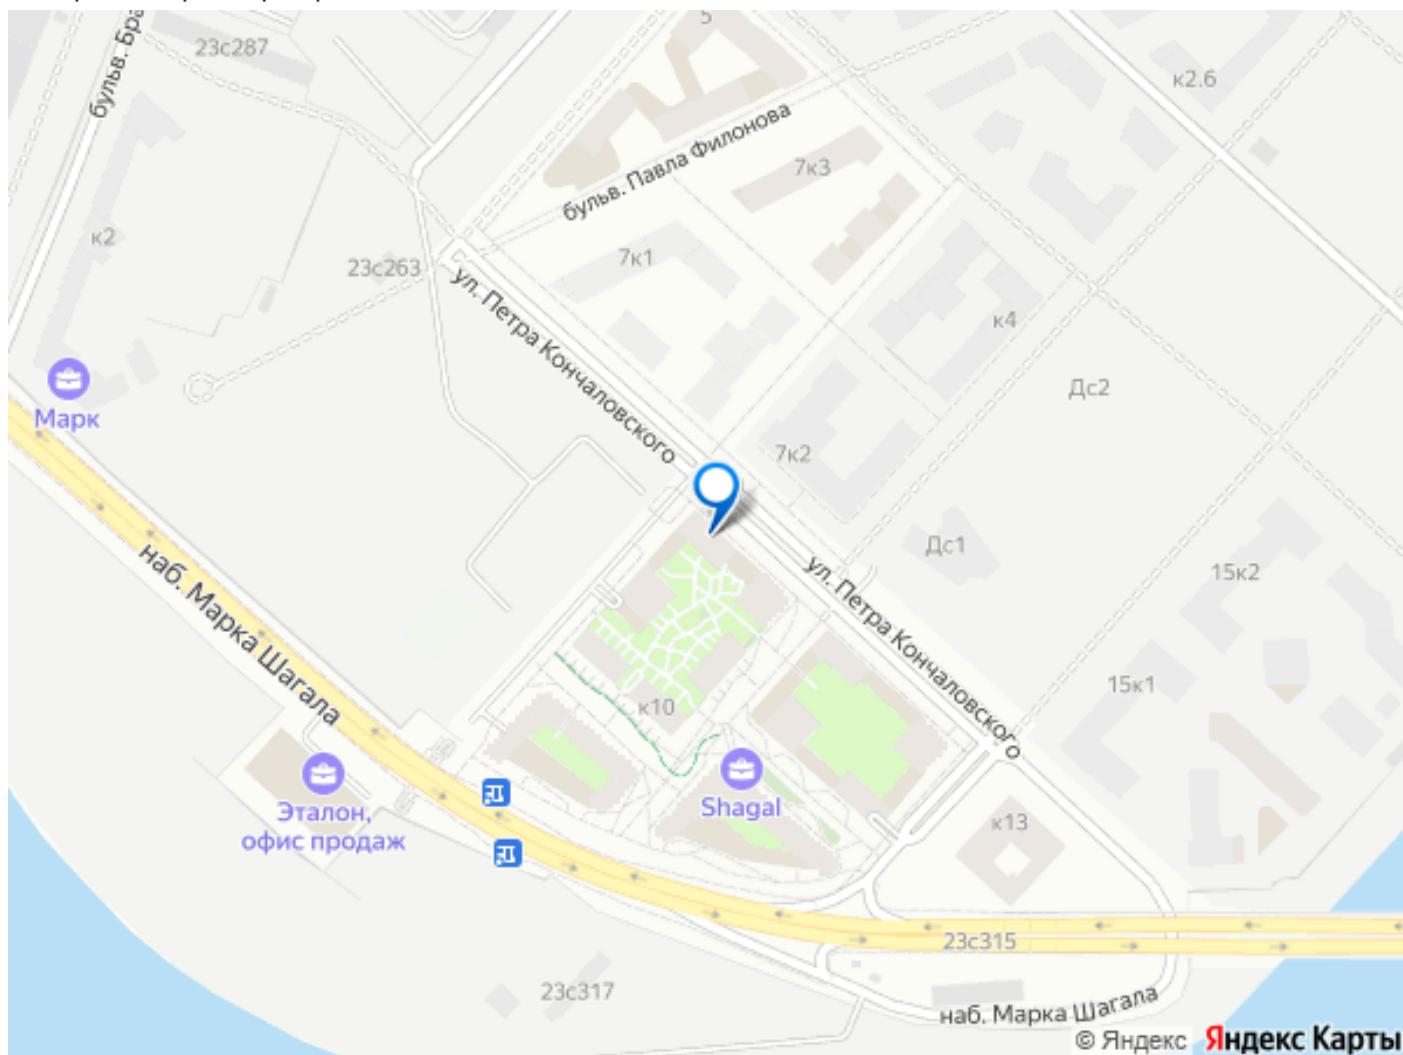 5
23с287
бульв. Бра
к2.6
бульв. Павла Филонова
7к3
к2
23с263
7к1
ул. Петра Кончаловского
к4
Марк
Дс2
7к2
Дс1
наб. Марка Шагала
ул. Петра Кончаловского
15к2
15к1
к10
Эталон,
офис продаж
Shagal
к13
23с315
23с317
наб. Марка Шагала
© Яндекс Яндекс Карты